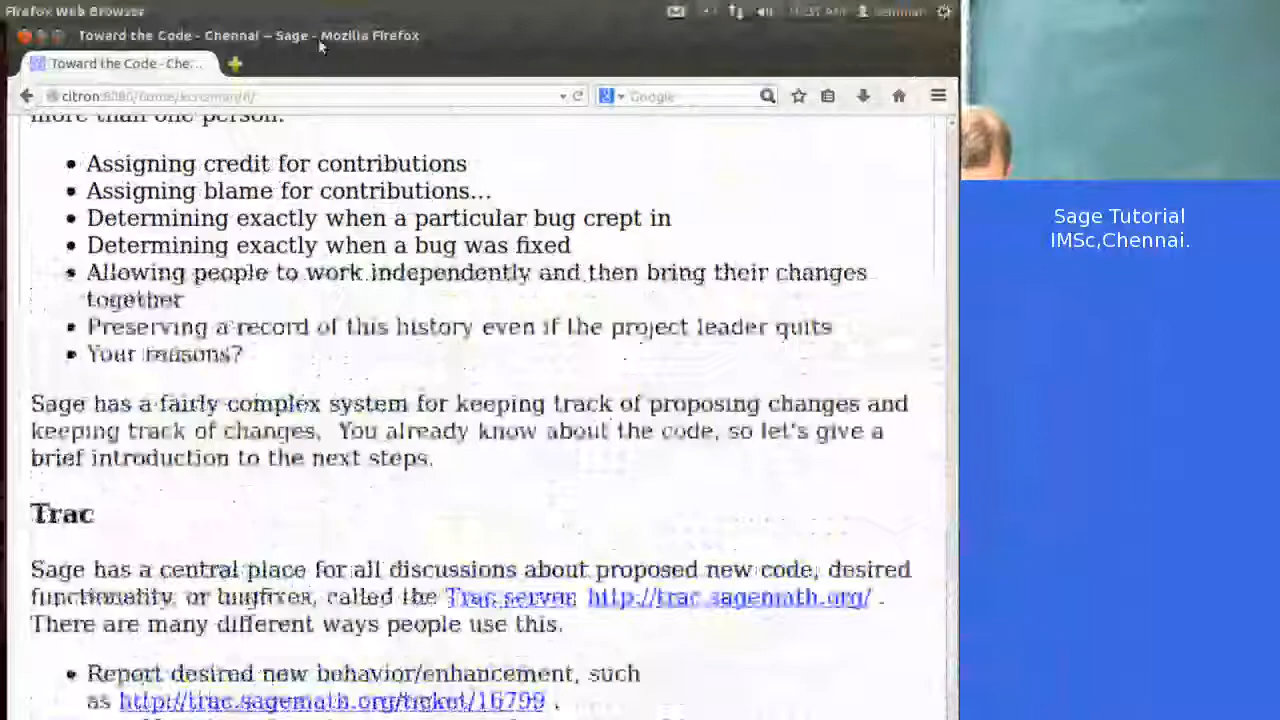 Firefox Web Browser
Toward the Code - Chennai – Sage - Mozilla Firefox
Toward the Code - Che...
citron:8080/home/
Google
more than one person.
• Assigning credit for contributions
• Assigning blame for contributions...
• Determining exactly when a particular bug crept in
• Determining exactly when a bug was fixed
• Allowing people to work independently and then bring their changes
together
• Preserving a record of this history even if the project leader quits
• Your reasons?
Sage has a fairly complex system for keeping track of proposing changes and
keeping track of changes. You already know about the code, so let's give a
brief introduction to the next steps.
Trac
Sage has a central place for all discussions about proposed new code, desired
functionality, or bugfixes, called the Trac server http://trac.sagemath.org/ .
There are many different ways people use this.
• Report desired new behavior/enhancement, such
as http://trac.sagemath.org/ticket/16799 .
Sage Tutorial
IMSc,Chennai.